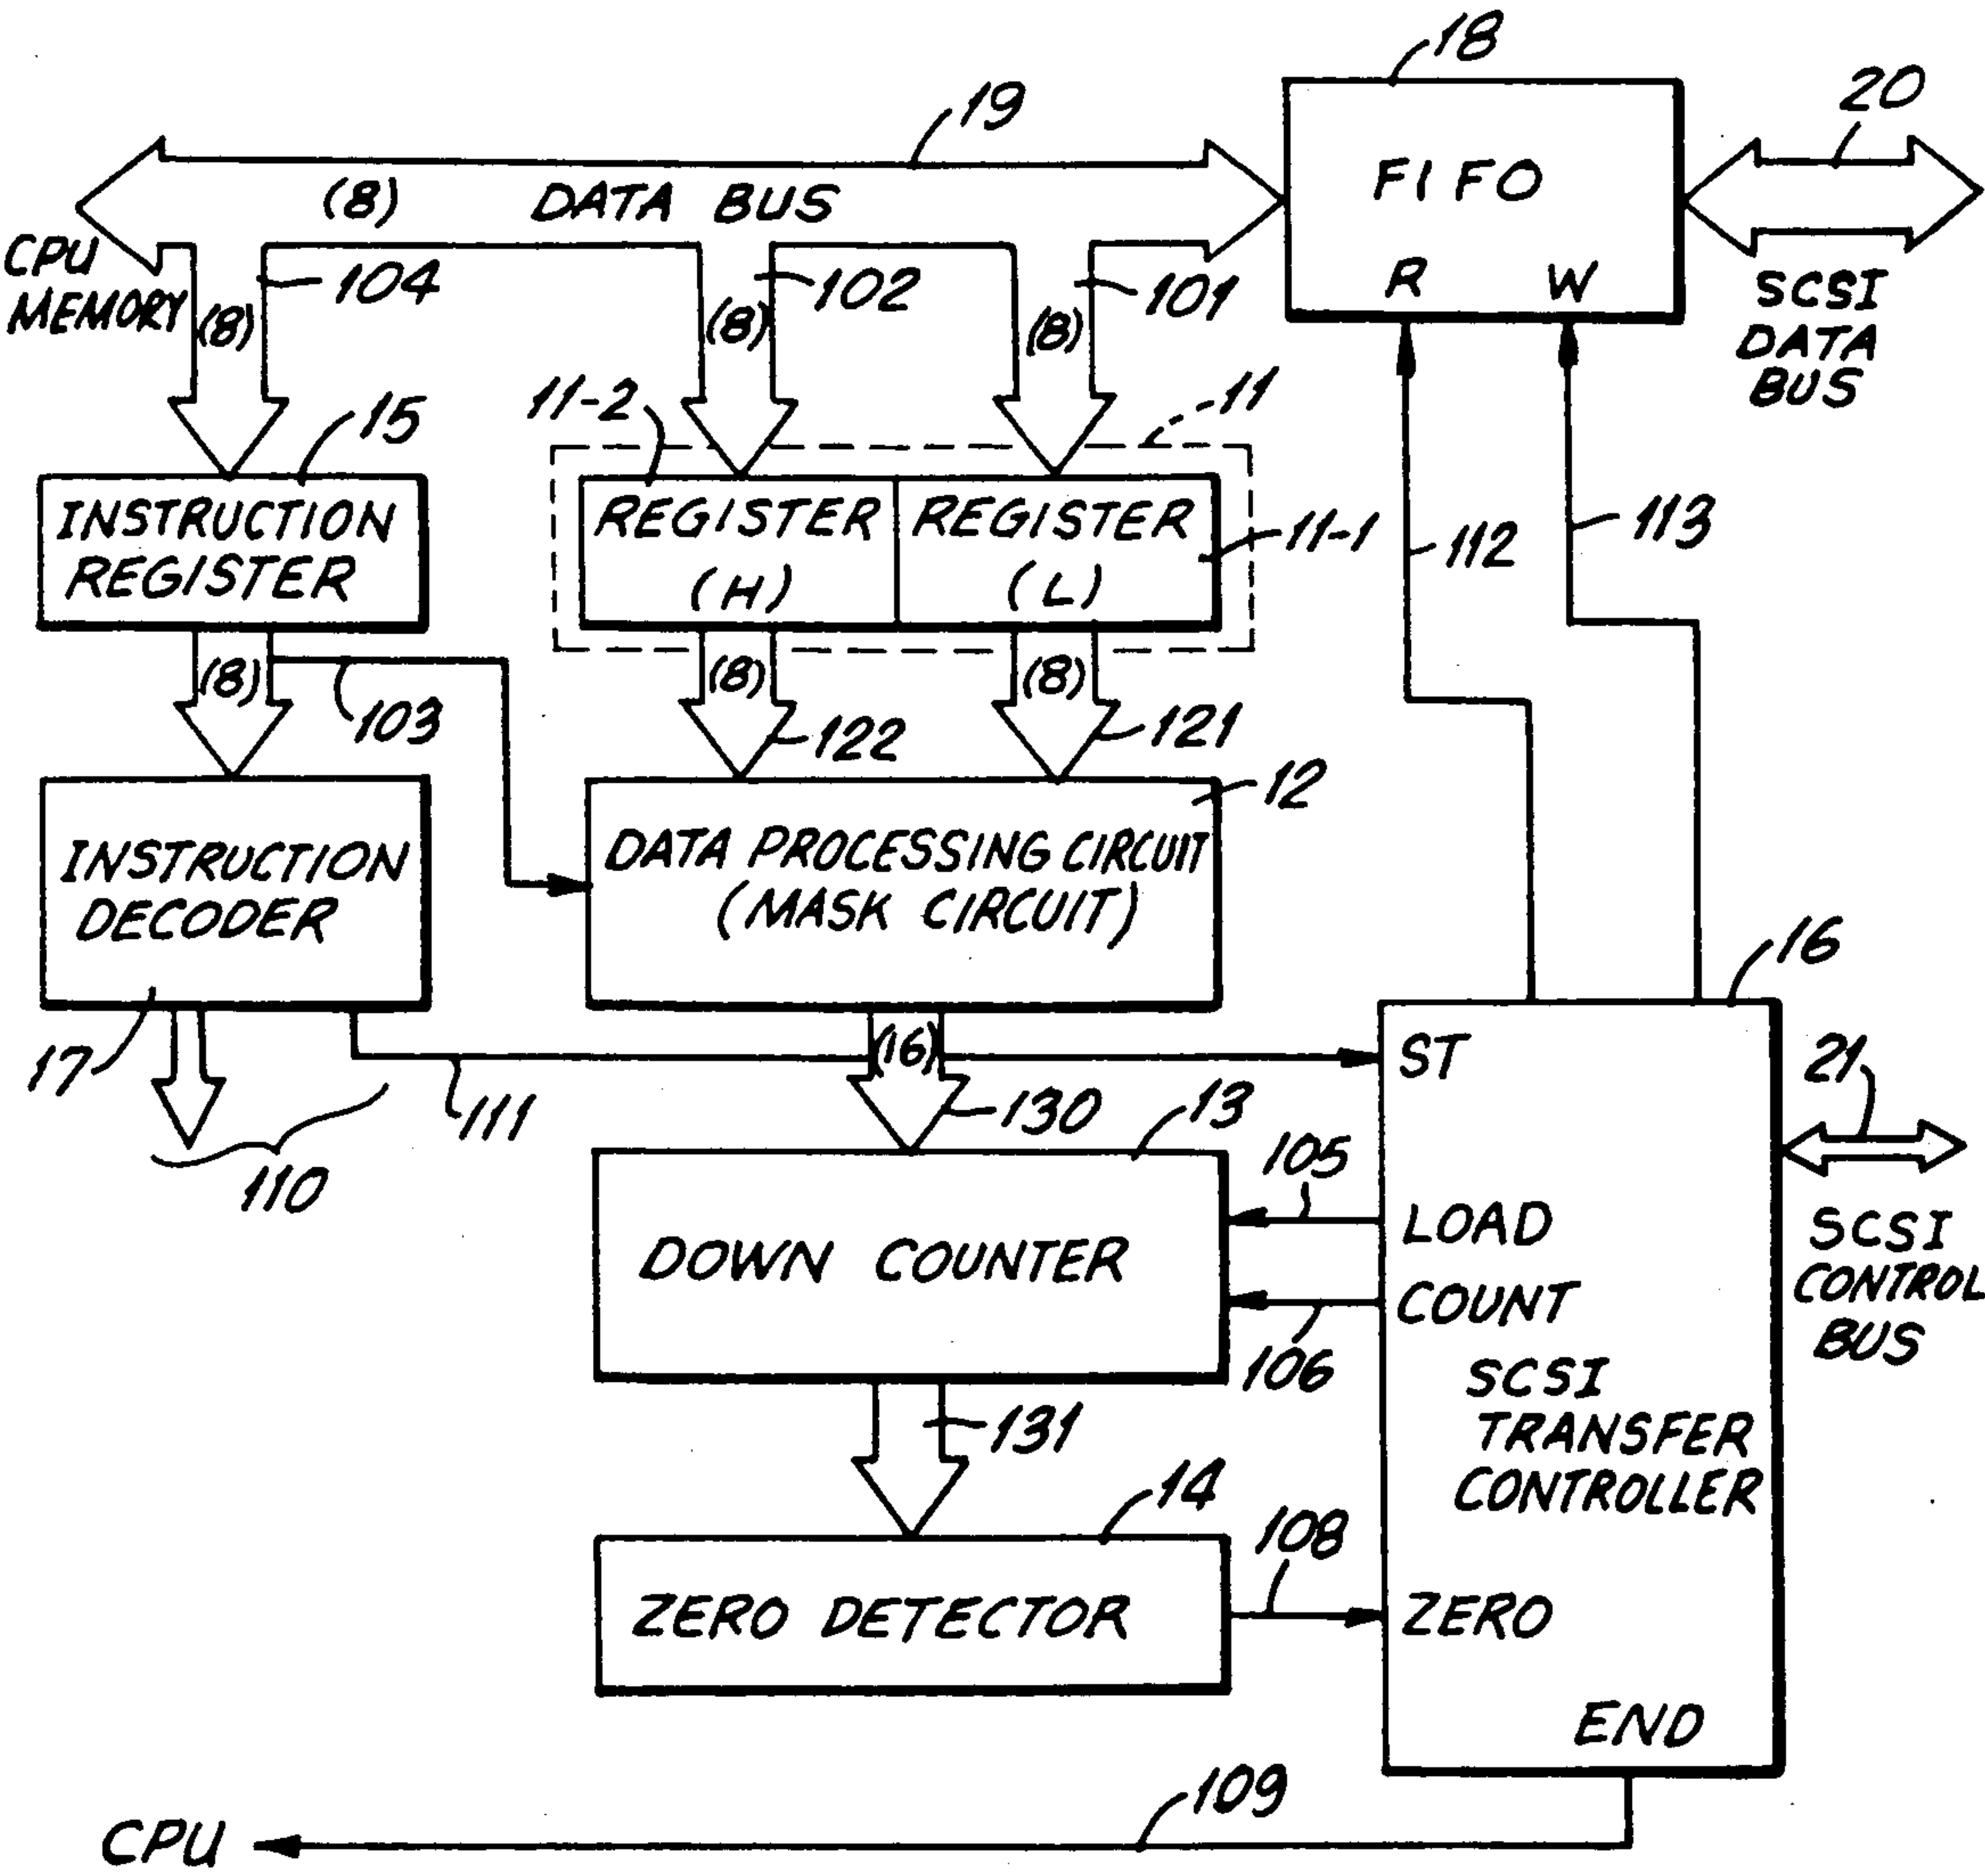 18
20
19
FIFO
(8) DATA BUS
CPU
MEMORY
104
102
101
R W
SCSI
DATA
BUS
(8)
(8)
(8)
11-2
11
15
INSTRUCTION
REGISTER
REGISTER
(H)
REGISTER
(L)
11-1
112
113
(8)
(8)
(8)
103
122
121
12
INSTRUCTION
DECODER
DATA PROCESSING CIRCUIT
(MASK CIRCUIT)
16
17
(16)
ST
21
111
130
13
110
105
LOAD
SCSI
CONTROL
BUS
DOWN COUNTER
COUNT
106
SCSI
TRANSFER
CONTROLLER
131
14
108
ZERO DETECTOR
ZERO
END
109
CPU